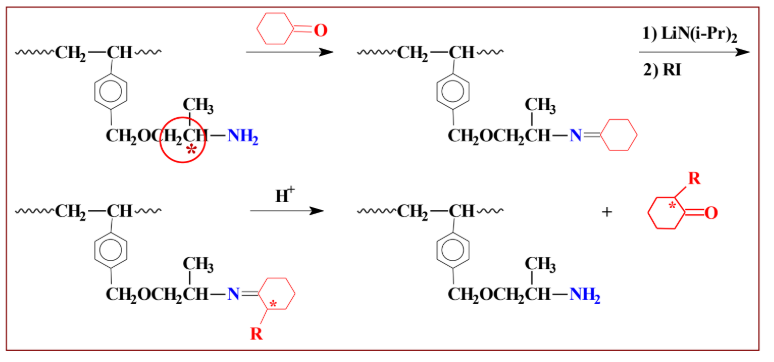 O
CH2 CH CH2 CH 1) LiN(i-Pr)2
2) RI
CH3 CH3
CH2OCH2CH NH2 CH2OCH2CH N
*
CH2 CH H+ CH2 CH + R
* O
CH3 CH3
CH2OCH2CH N CH2OCH2CH NH2
*
R